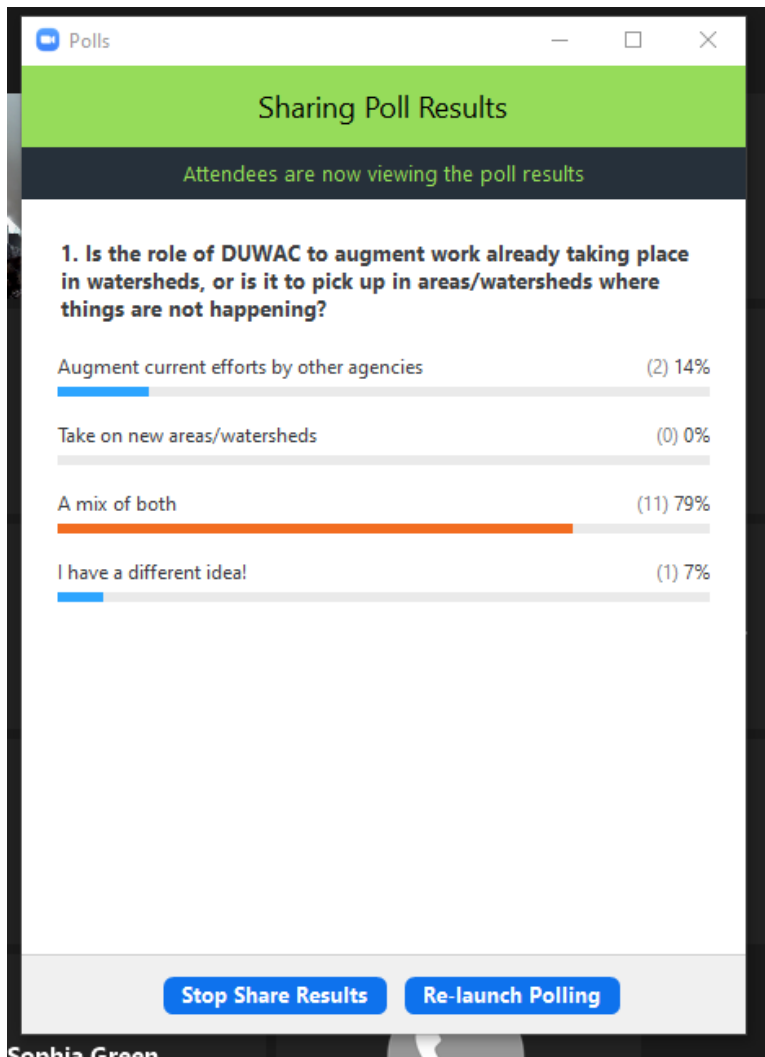 Polls
Sharing Poll Results
Attendees are now viewing the poll results
1. Is the role of DUWAC to augment work already taking place
in watersheds, or is it to pick up in areas/watersheds where
things are not happening?
Augment current efforts by other agencies (2) 14%
Take on new areas/watersheds (0) 0%
A mix of both (11) 79%
I have a different idea! (1) 7%
Stop Share Results Re-launch Polling
Sophia Green